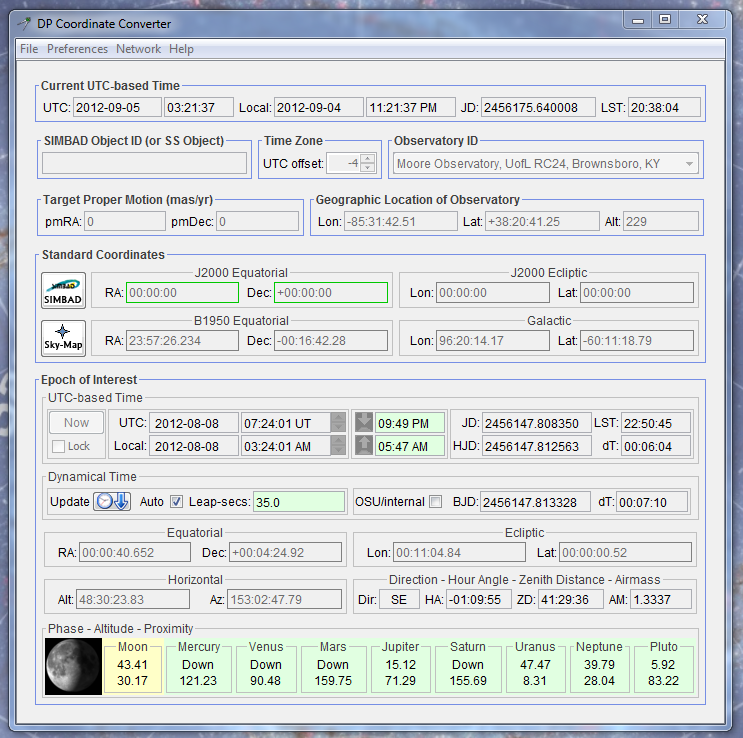 DP Coordinate Converter
File Preferences Network Help
Current UTC-based Time
UTC: 2012-09-05 03:21:37 Local: 2012-09-04 11:21:37 PM JD: 2456175.640008 LST: 20:38:04
SIMBAD Object ID (or SS Object) Time Zone Observatory ID
UTC offset: -4 Moore Observatory, UofL RC24, Brownsboro, KY
Target Proper Motion (mas/yr) Geographic Location of Observatory
pmRA: 0 pmDec: 0 Lon: -85:31:42.51 Lat: +38:20:41.25 Alt: 229
Standard Coordinates
J2000 Equatorial J2000 Ecliptic
SIMBAD
SIMBAD RA: 00:00:00 Dec: +00:00:00 Lon: 00:00:00 Lat: 00:00:00
B1950 Equatorial Galactic
Sky-Map RA: 23:57:26.234 Dec: -00:16:42.28 Lon: 96:20:14.17 Lat: -60:11:18.79
Epoch of Interest
UTC-based Time
Now UTC: 2012-08-08 07:24:01 UT 09:49 PM JD: 2456147.808350 LST: 22:50:45
Lock Local: 2012-08-08 03:24:01 AM 05:47 AM HJD: 2456147.812563 dT: 00:06:04
Dynamical Time
Update Auto Leap-secs: 35.0 OSU/internal BJD: 2456147.813328 dT: 00:07:10
Equatorial Ecliptic
RA: 00:00:40.652 Dec: +00:04:24.92 Lon: 00:11:04.84 Lat: 00:00:00.52
Horizontal Direction - Hour Angle - Zenith Distance - Airmass
Alt: 48:30:23.83 Az: 153:02:47.79 Dir: SE HA: -01:09:55 ZD: 41:29:36 AM: 1.3337
Phase - Altitude - Proximity
Moon Mercury Venus Mars Jupiter Saturn Uranus Neptune Pluto
43.41 Down Down Down 15.12 Down 47.47 39.79 5.92
30.17 121.23 90.48 159.75 71.29 155.69 8.31 28.04 83.22